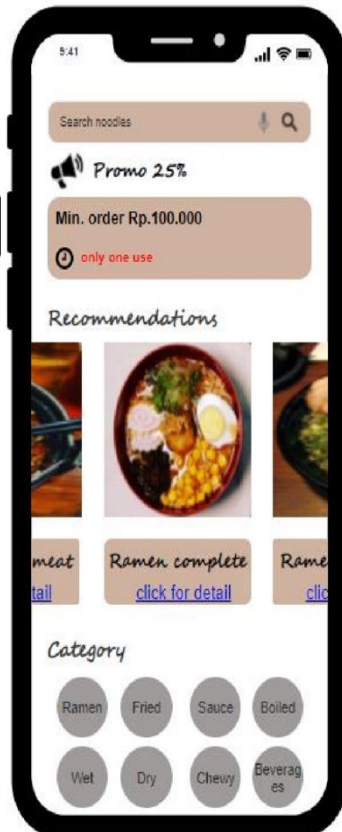 9:41
Search noodles
Promo 25%
Min. order Rp.100.000
only one use
Recommendations
meat
Ramen complete
Rame
tail
click for detail
clic
Category
Ramen
Fried
Sauce
Boiled
Wet
Dry
Chewy
Beverag
es